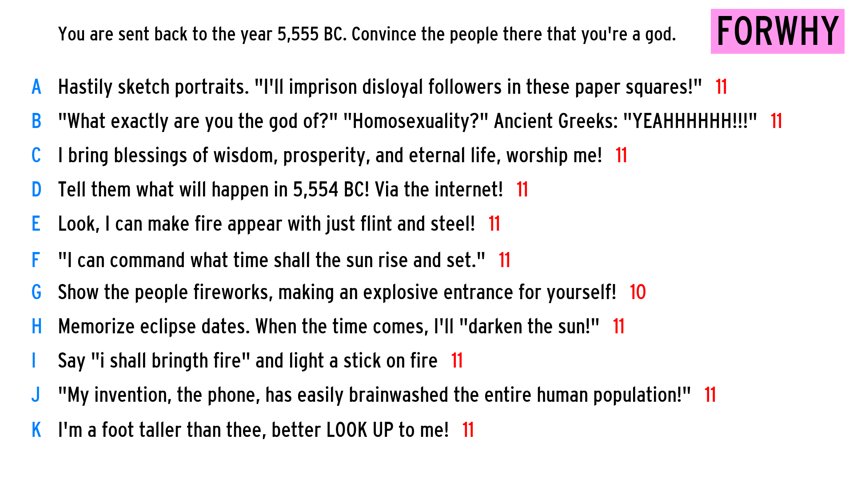 You are sent back to the year 5,555 BC. Convince the people there that you're a god. FORWHY
A Hastily sketch portraits. "I'll imprison disloyal followers in these paper squares!" 11
B "What exactly are you the god of?" "Homosexuality?" Ancient Greeks: "YEAHHHHHH!!!" 11
C I bring blessings of wisdom, prosperity, and eternal life, worship me! 11
D Tell them what will happen in 5,554 BC! Via the internet! 11
E Look, I can make fire appear with just flint and steel! 11
F "I can command what time shall the sun rise and set." 11
G Show the people fireworks, making an explosive entrance for yourself! 10
H Memorize eclipse dates. When the time comes, I'll "darken the sun!" 11
I Say "i shall bringth fire" and light a stick on fire 11
J "My invention, the phone, has easily brainwashed the entire human population!" 11
K I'm a foot taller than thee, better LOOK UP to me! 11